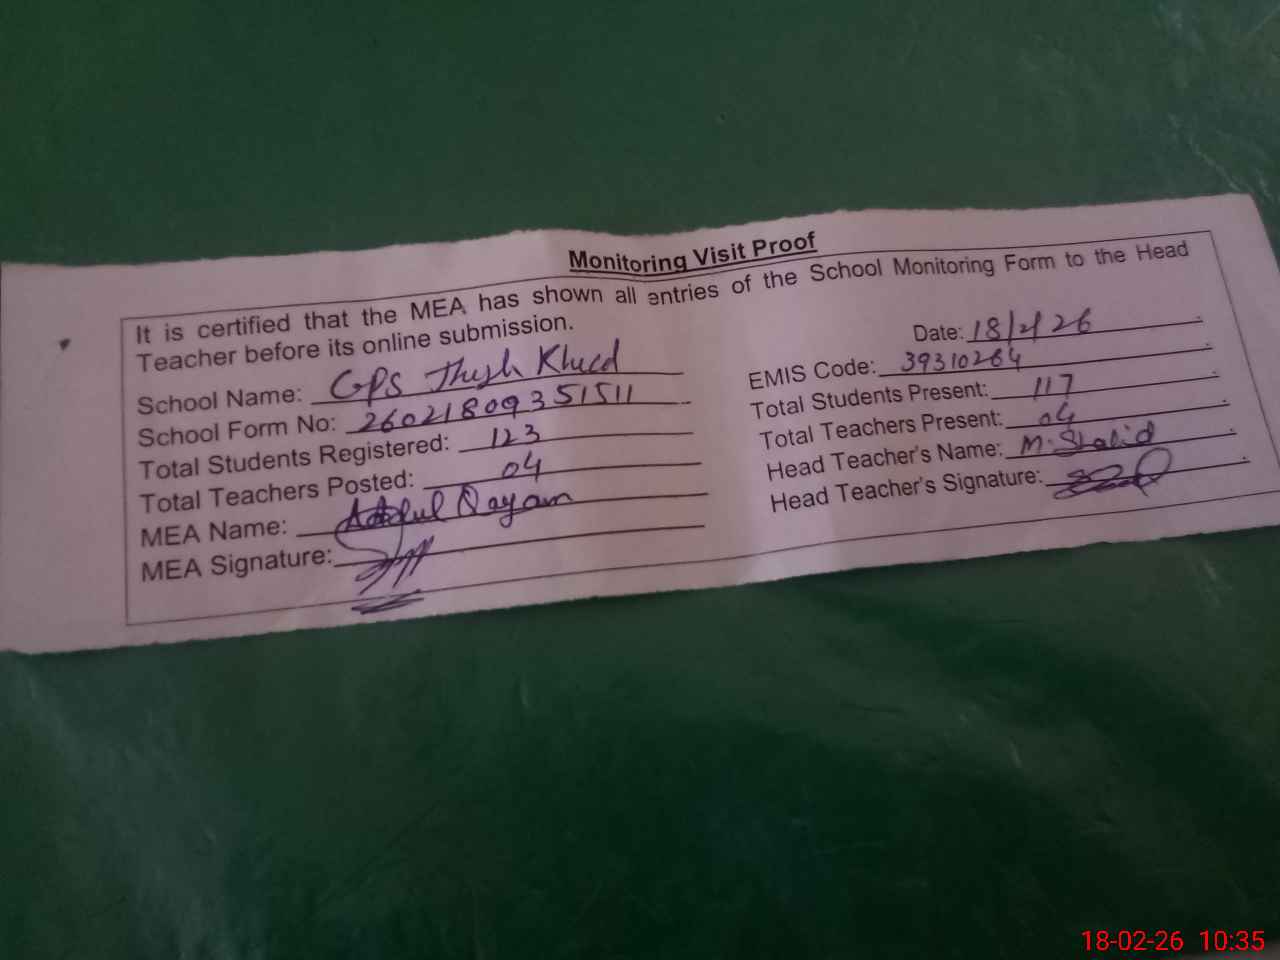 Monitoring Visit Proof
It is certified that the MEA has shown all entries of the School Monitoring Form to the Head
Teacher before its online submission.
Date: 18/2/26
School Name: GPS Khurd
EMIS Code: 39310264
School Form No: 26021809351511
Total Students Present: 117
Total Students Registered: 123
Total Teachers Present: 04
Total Teachers Posted: 04
Head Teacher's Name: M. Shahid
MEA Name: Abdul Qayam
Head Teacher's Signature:
MEA Signature:
18-02-26 10:35